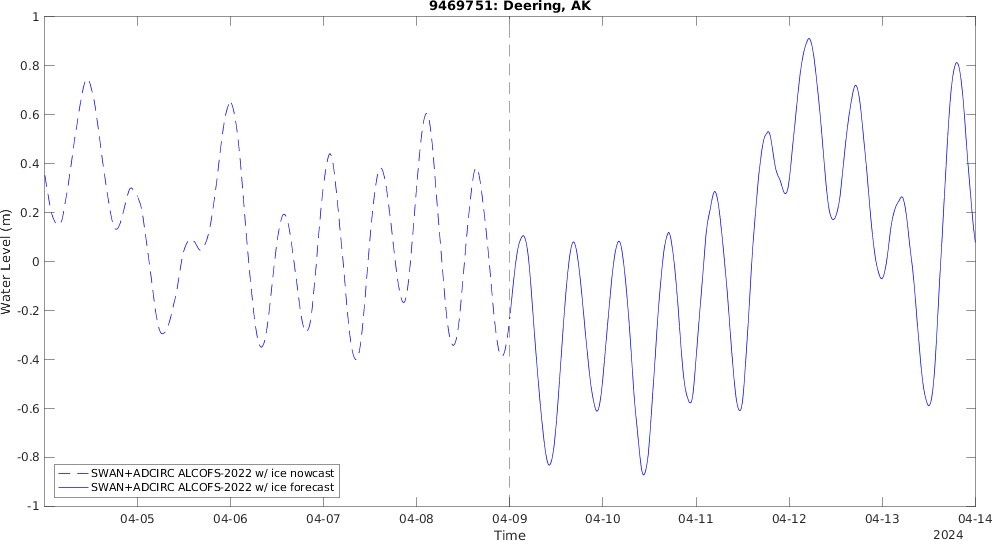 9469751: Deering, AK
1
0.8
0.6
0.4
0.2
0
-0.2
-0.4
-0.6
-0.8
-1
Water Level (m)
SWAN+ADCIRC ALCOFS-2022 w/ ice nowcast
SWAN+ADCIRC ALCOFS-2022 w/ ice forecast
04-05 04-06 04-07 04-08 04-09 04-10 04-11 04-12 04-13 04-14
Time
2024